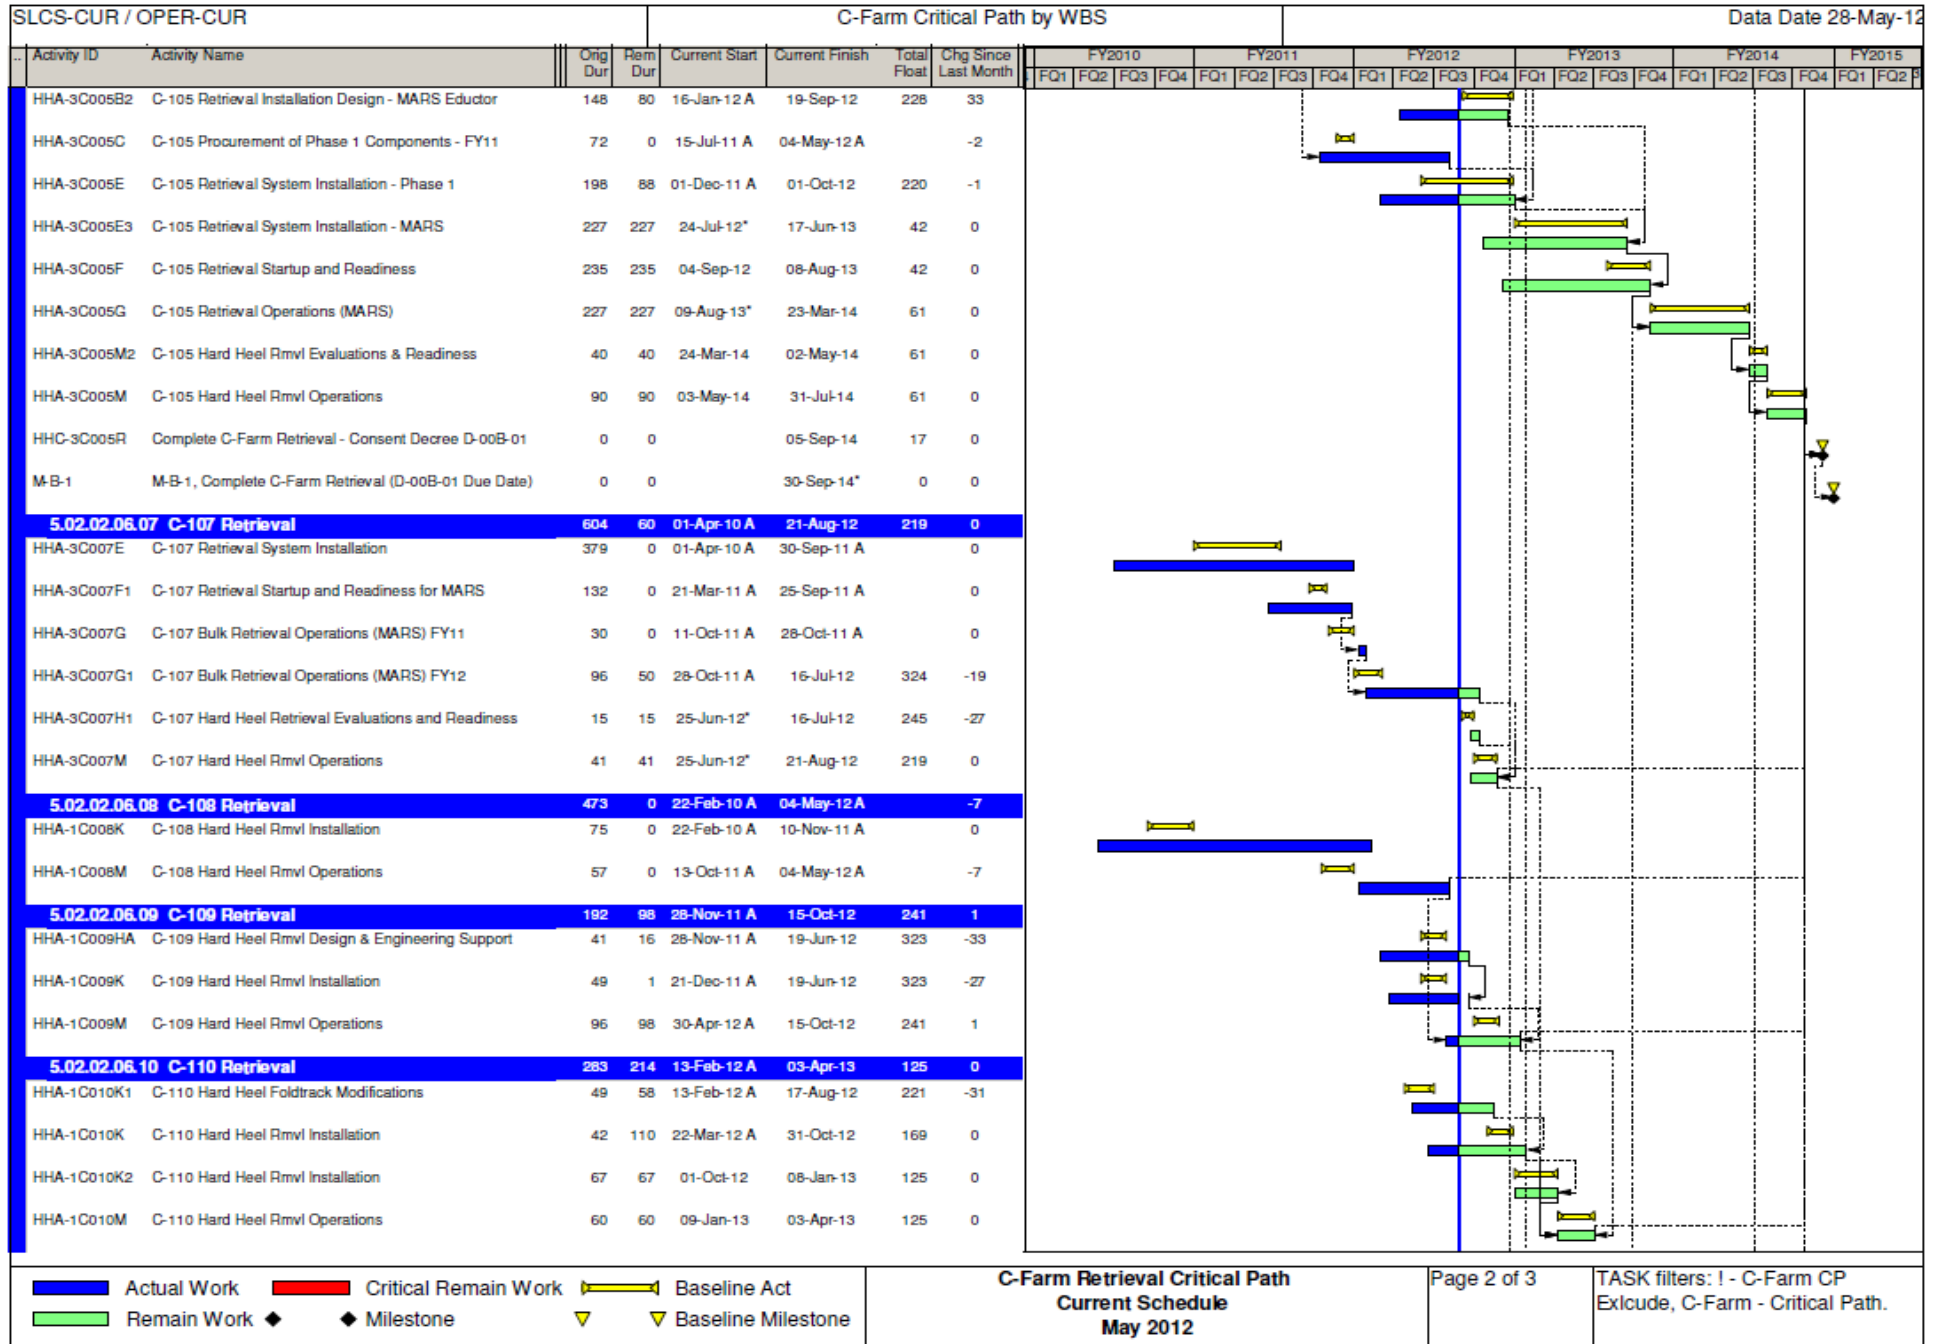 SLCS-CUR / OPER-CUR C-Farm Critical Path by WBS Data Date 28-May-12
.. Activity ID Activity Name Orig Dur Rem Dur Current Start Current Finish Total Float Chg Since Last Month FY2010 FY2011 FY2012 FY2013 FY2014 FY2015
FQ1 FQ2 FQ3 FQ4 FQ1 FQ2 FQ3 FQ4 FQ1 FQ2 FQ3 FQ4 FQ1 FQ2 FQ3 FQ4 FQ1 FQ2 FQ3 FQ4 FQ1 FQ2
HHA-3C005B2 C-105 Retrieval Installation Design - MARS Eductor 148 80 16-Jan-12 A 19-Sep-12 228 33
HHA-3C005C C-105 Procurement of Phase 1 Components - FY11 72 0 15-Jul-11 A 04-May-12 A -2
HHA-3C005E C-105 Retrieval System Installation - Phase 1 198 88 01-Dec-11 A 01-Oct-12 220 -1
HHA-3C005E3 C-105 Retrieval System Installation - MARS 227 227 24-Jul-12* 17-Jun-13 42 0
HHA-3C005F C-105 Retrieval Startup and Readiness 235 235 04-Sep-12 08-Aug-13 42 0
HHA-3C005G C-105 Retrieval Operations (MARS) 227 227 09-Aug-13* 23-Mar-14 61 0
HHA-3C005M2 C-105 Hard Heel Rmvl Evaluations & Readiness 40 40 24-Mar-14 02-May-14 61 0
HHA-3C005M C-105 Hard Heel Rmvl Operations 90 90 03-May-14 31-Jul-14 61 0
HHC-3C005R Complete C-Farm Retrieval - Consent Decree D-00B-01 0 0 05-Sep-14 17 0
M-B-1 M-B-1, Complete C-Farm Retrieval (D-00B-01 Due Date) 0 0 30-Sep-14* 0 0
5.02.02.06.07 C-107 Retrieval 604 60 01-Apr-10 A 21-Aug-12 219 0
HHA-3C007E C-107 Retrieval System Installation 379 0 01-Apr-10 A 30-Sep-11 A 0
HHA-3C007F1 C-107 Retrieval Startup and Readiness for MARS 132 0 21-Mar-11 A 25-Sep-11 A 0
HHA-3C007G C-107 Bulk Retrieval Operations (MARS) FY11 30 0 11-Oct-11 A 28-Oct-11 A 0
HHA-3C007G1 C-107 Bulk Retrieval Operations (MARS) FY12 96 50 28-Oct-11 A 16-Jul-12 324 -19
HHA-3C007H1 C-107 Hard Heel Retrieval Evaluations and Readiness 15 15 25-Jun-12* 16-Jul-12 245 -27
HHA-3C007M C-107 Hard Heel Rmvl Operations 41 41 25-Jun-12* 21-Aug-12 219 0
5.02.02.06.08 C-108 Retrieval 473 0 22-Feb-10 A 04-May-12 A -7
HHA-1C008K C-108 Hard Heel Rmvl Installation 75 0 22-Feb-10 A 10-Nov-11 A 0
HHA-1C008M C-108 Hard Heel Rmvl Operations 57 0 13-Oct-11 A 04-May-12 A -7
5.02.02.06.09 C-109 Retrieval 192 98 28-Nov-11 A 15-Oct-12 241 1
HHA-1C009HA C-109 Hard Heel Rmvl Design & Engineering Support 41 16 28-Nov-11 A 19-Jun-12 323 -33
HHA-1C009K C-109 Hard Heel Rmvl Installation 49 1 21-Dec-11 A 19-Jun-12 323 -27
HHA-1C009M C-109 Hard Heel Rmvl Operations 96 98 30-Apr-12 A 15-Oct-12 241 1
5.02.02.06.10 C-110 Retrieval 283 214 13-Feb-12 A 03-Apr-13 125 0
HHA-1C010K1 C-110 Hard Heel Foldtrack Modifications 49 58 13-Feb-12 A 17-Aug-12 221 -31
HHA-1C010K C-110 Hard Heel Rmvl Installation 42 110 22-Mar-12 A 31-Oct-12 169 0
HHA-1C010K2 C-110 Hard Heel Rmvl Installation 67 67 01-Oct-12 08-Jan-13 125 0
HHA-1C010M C-110 Hard Heel Rmvl Operations 60 60 09-Jan-13 03-Apr-13 125 0
Actual Work Critical Remain Work Baseline Act
Remain Work Milestone Baseline Milestone
C-Farm Retrieval Critical Path
Current Schedule
May 2012
Page 2 of 3
TASK filters: ! - C-Farm CP
Exlcude, C-Farm - Critical Path.